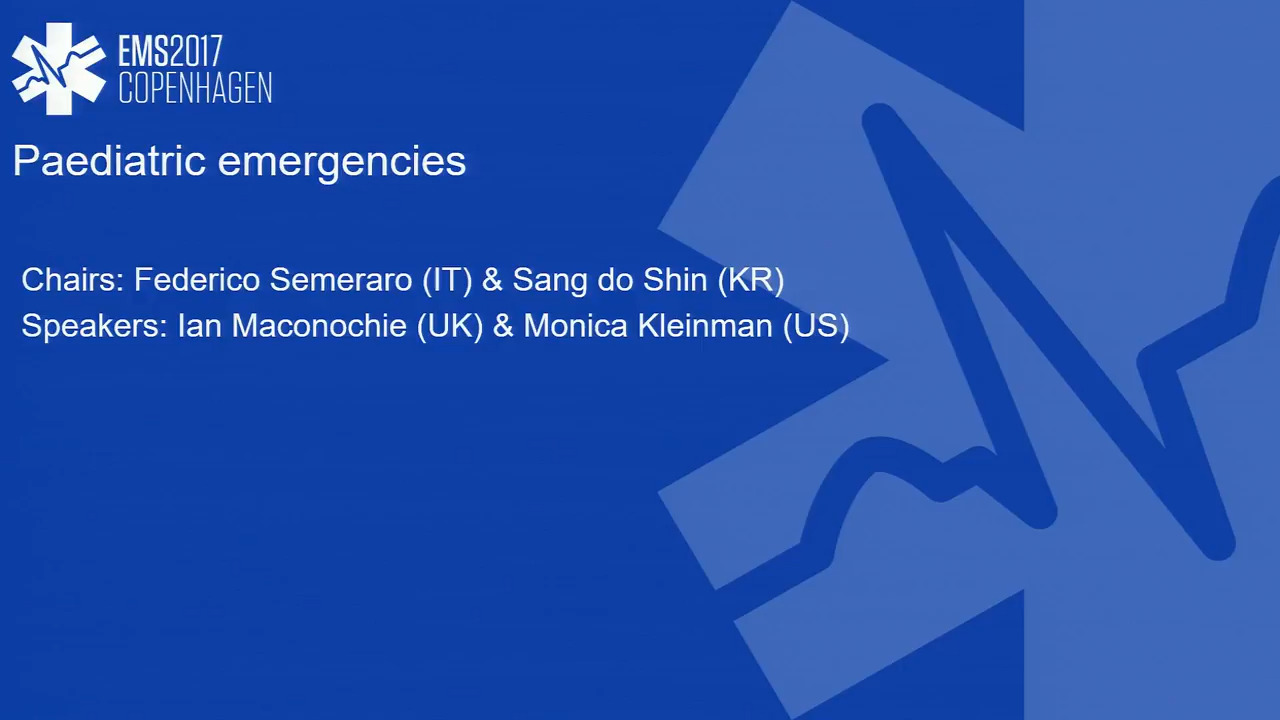 EMS2017
COPENHAGEN
Paediatric emergencies
Chairs: Federico Semeraro (IT) & Sang do Shin (KR)
Speakers: Ian Maconochie (UK) & Monica Kleinman (US)